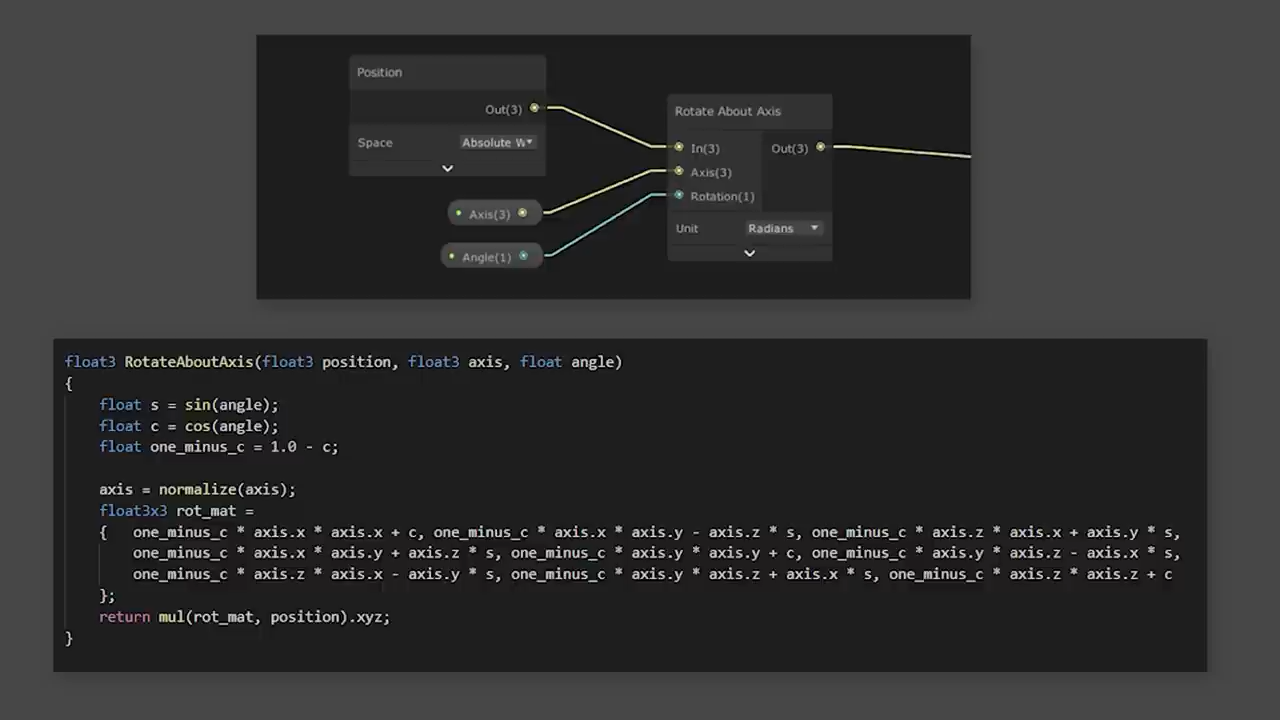 Position
Out(3)
Space Absolute W
Axis(3)
Angle(1)
Rotate About Axis
In(3) Out(3)
Axis(3)
Rotation(1)
Unit Radians
float3 RotateAboutAxis(float3 position, float3 axis, float angle)
{
float s = sin(angle);
float c = cos(angle);
float one_minus_c = 1.0 - c;
axis = normalize(axis);
float3x3 rot_mat =
{ one_minus_c * axis.x * axis.x + c, one_minus_c * axis.x * axis.y - axis.z * s, one_minus_c * axis.z * axis.x + axis.y * s,
one_minus_c * axis.x * axis.y + axis.z * s, one_minus_c * axis.y * axis.y + c, one_minus_c * axis.y * axis.z - axis.x * s,
one_minus_c * axis.z * axis.x - axis.y * s, one_minus_c * axis.y * axis.z + axis.x * s, one_minus_c * axis.z * axis.z + c
};
return mul(rot_mat, position).xyz;
}